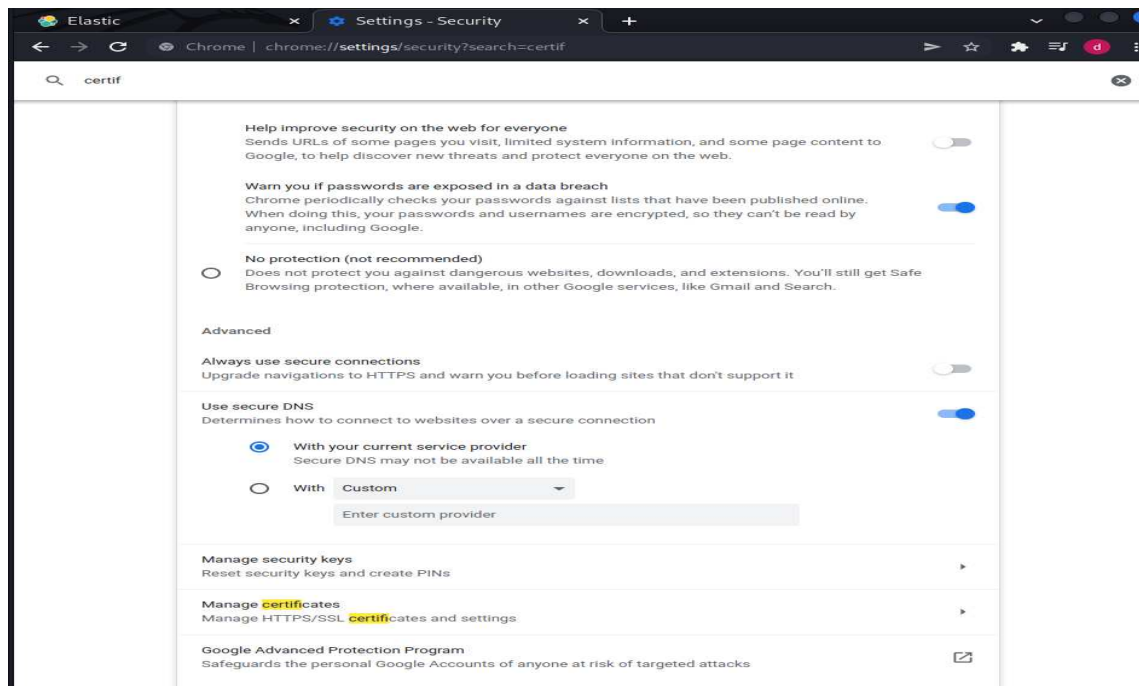 Elastic
Settings - Security
Chrome | chrome://settings/security?search=certif
d
certif
Help improve security on the web for everyone
Sends URLs of some pages you visit, limited system information, and some page content to
Google, to help discover new threats and protect everyone on the web.
Warn you if passwords are exposed in a data breach
Chrome periodically checks your passwords against lists that have been published online.
When doing this, your passwords and usernames are encrypted, so they can't be read by
anyone, including Google.
No protection (not recommended)
Does not protect you against dangerous websites, downloads, and extensions. You'll still get Safe
Browsing protection, where available, in other Google services, like Gmail and Search.
Advanced
Always use secure connections
Upgrade navigations to HTTPS and warn you before loading sites that don't support it
Use secure DNS
Determines how to connect to websites over a secure connection
With your current service provider
Secure DNS may not be available all the time
With Custom
Enter custom provider
Manage security keys
Reset security keys and create PINs
Manage certificates
Manage HTTPS/SSL certificates and settings
Google Advanced Protection Program
Safeguards the personal Google Accounts of anyone at risk of targeted attacks